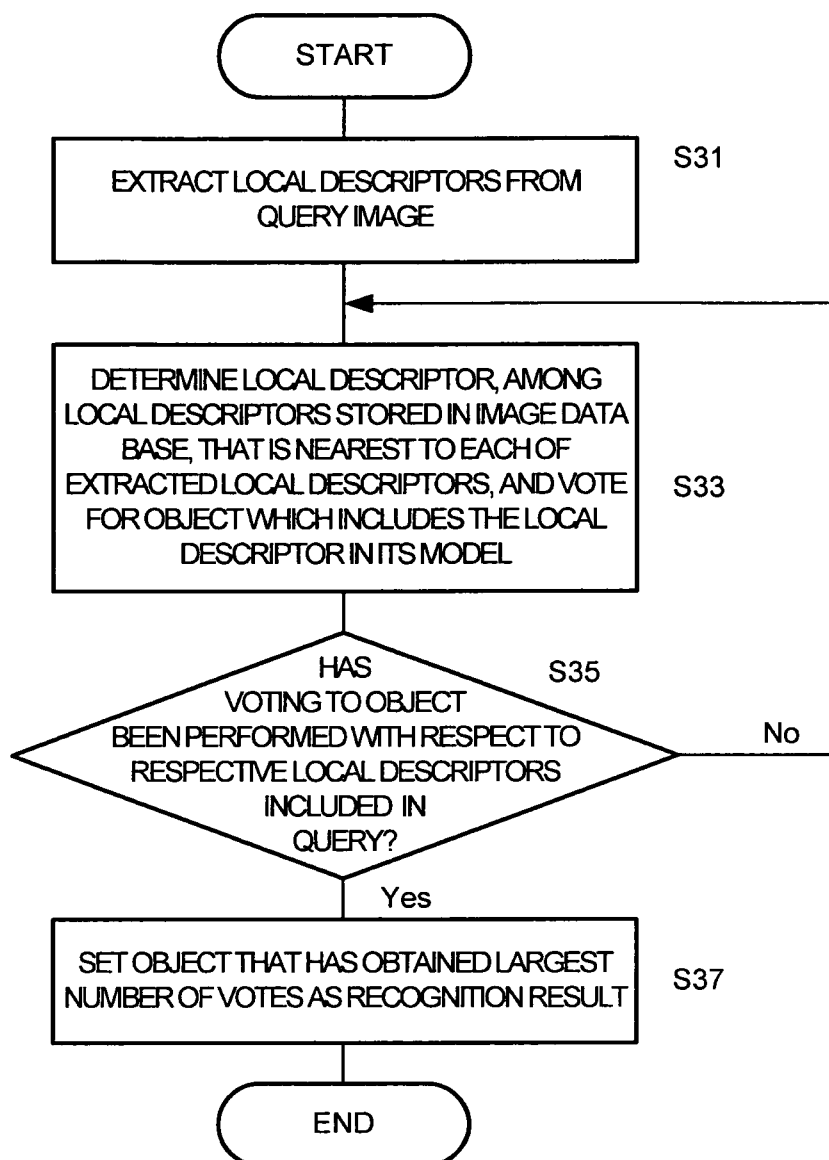 START
S31
EXTRACT LOCAL DESCRIPTORS FROM
QUERY IMAGE
DETERMINE LOCAL DESCRIPTOR, AMONG
LOCAL DESCRIPTORS STORED IN IMAGE DATA
BASE, THAT IS NEAREST TO EACH OF
EXTRACTED LOCAL DESCRIPTORS, AND VOTE
FOR OBJECT WHICH INCLUDES THE LOCAL
DESCRIPTOR IN ITS MODEL
S33
HAS
VOTING TO OBJECT
BEEN PERFORMED WITH RESPECT TO
RESPECTIVE LOCAL DESCRIPTORS
INCLUDED IN
QUERY?
S35
No
Yes
SET OBJECT THAT HAS OBTAINED LARGEST
NUMBER OF VOTES AS RECOGNITION RESULT
S37
END